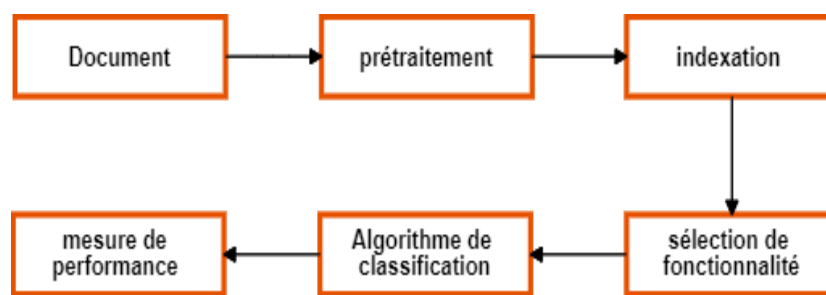 Document
prétraitement
indexation
sélection de
fonctionnalité
Algorithme de
classification
mesure de
performance